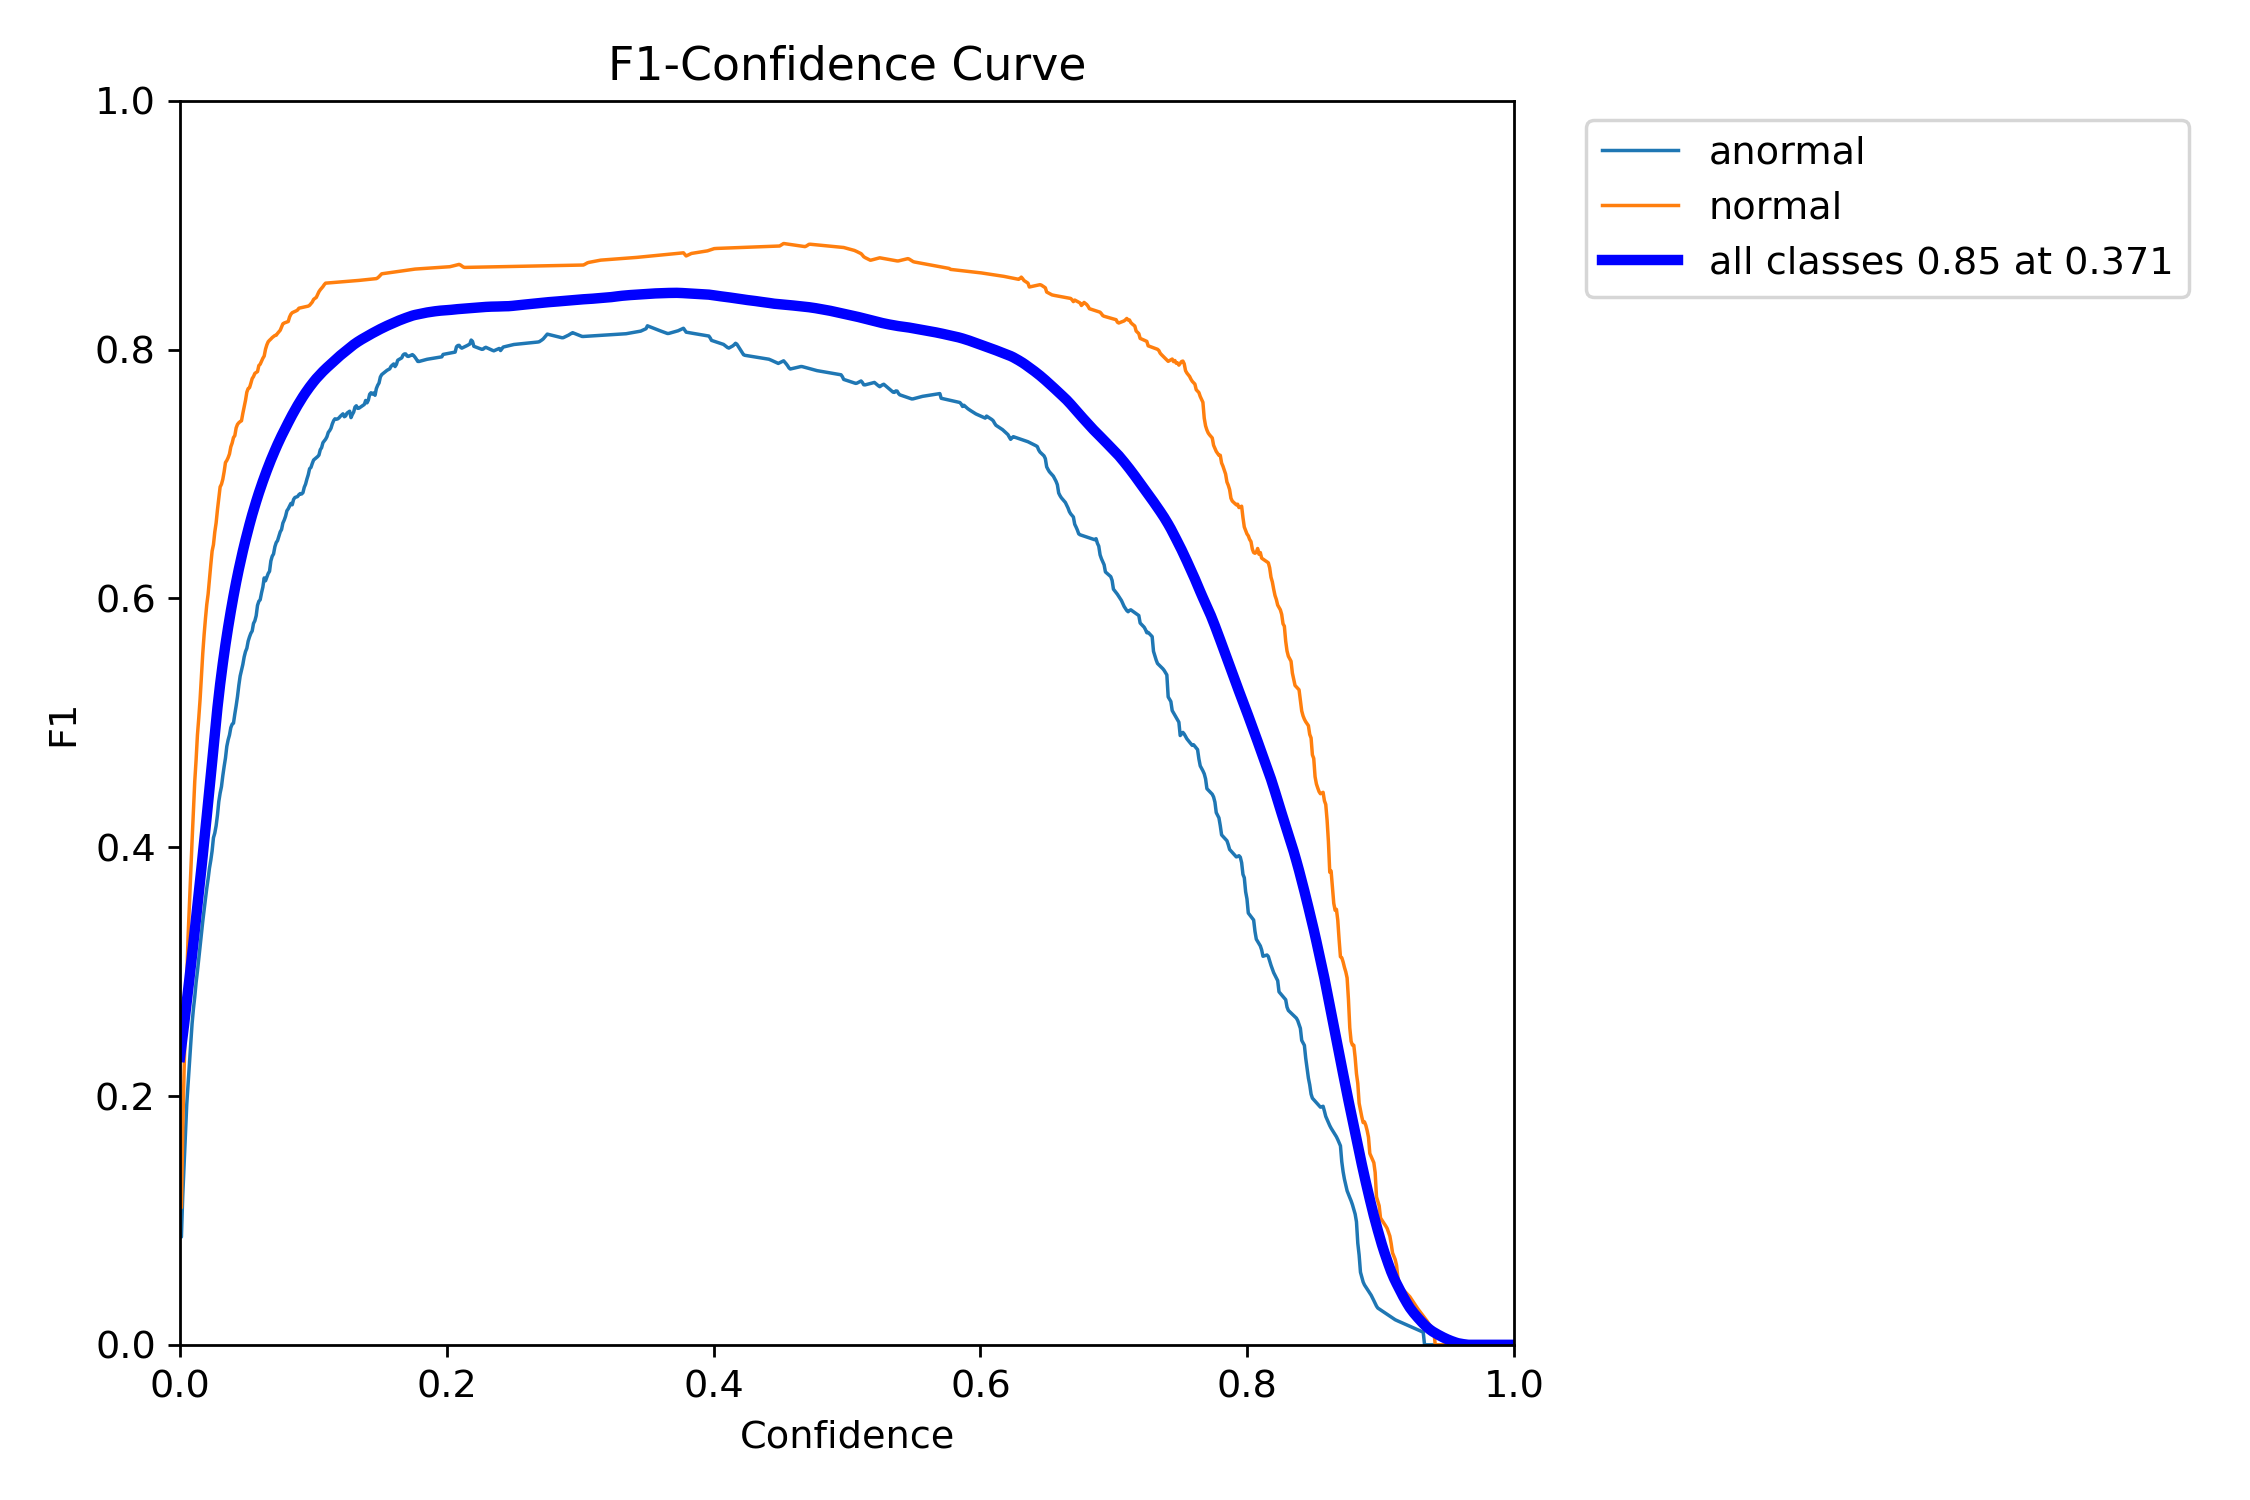 F1-Confidence Curve
1.0
0.8
0.6
0.4
0.2
0.0
F1
0.0 0.2 0.4 0.6 0.8 1.0
Confidence
anormal
normal
all classes 0.85 at 0.371